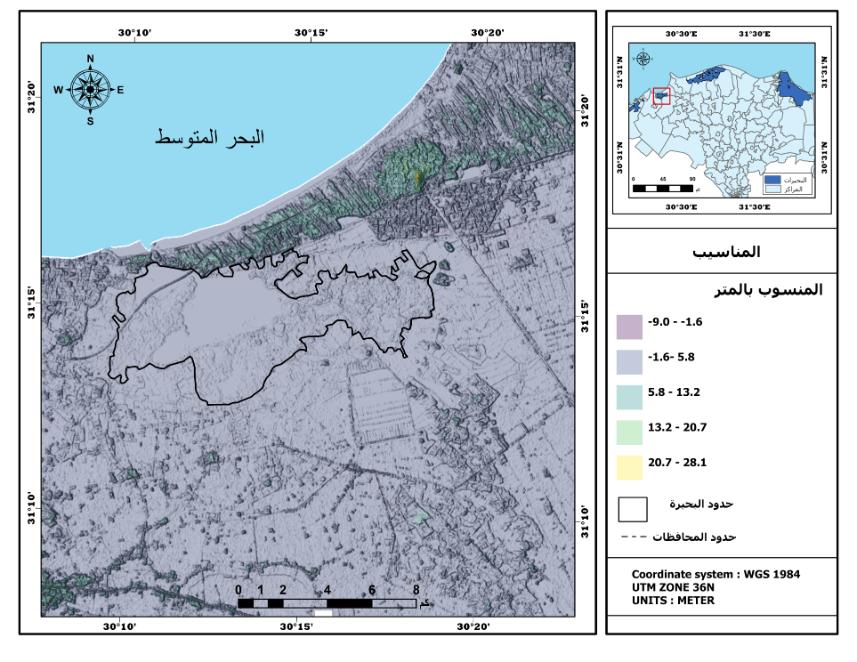 30°10' 30°15' 30°20'
N
W E
S
البحر المتوسط
31°20'
31°15'
31°10'
31°20'
31°15'
31°10'
0 1 2 4 6 8
كم
30°10' 30°15' 30°20'
30°30'E 31°30'E
31°31'N
30°31'N
31°31'N
30°31'N
0 45 90
كم
البحيرات
المراكز
30°30'E 31°30'E
المناسيب
المنسوب بالمتر
-9.0 - -1.6
-1.6- 5.8
5.8 - 13.2
13.2 - 20.7
20.7 - 28.1
حدود البحيرة
حدود المحافظات
Coordinate system : WGS 1984
UTM ZONE 36N
UNITS : METER